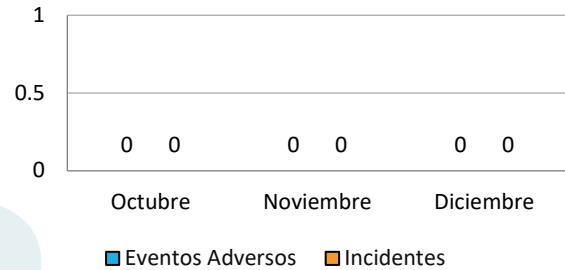 1
0.5
0
0 0 0 0 0 0
Octubre Noviembre Diciembre
Eventos Adversos Incidentes